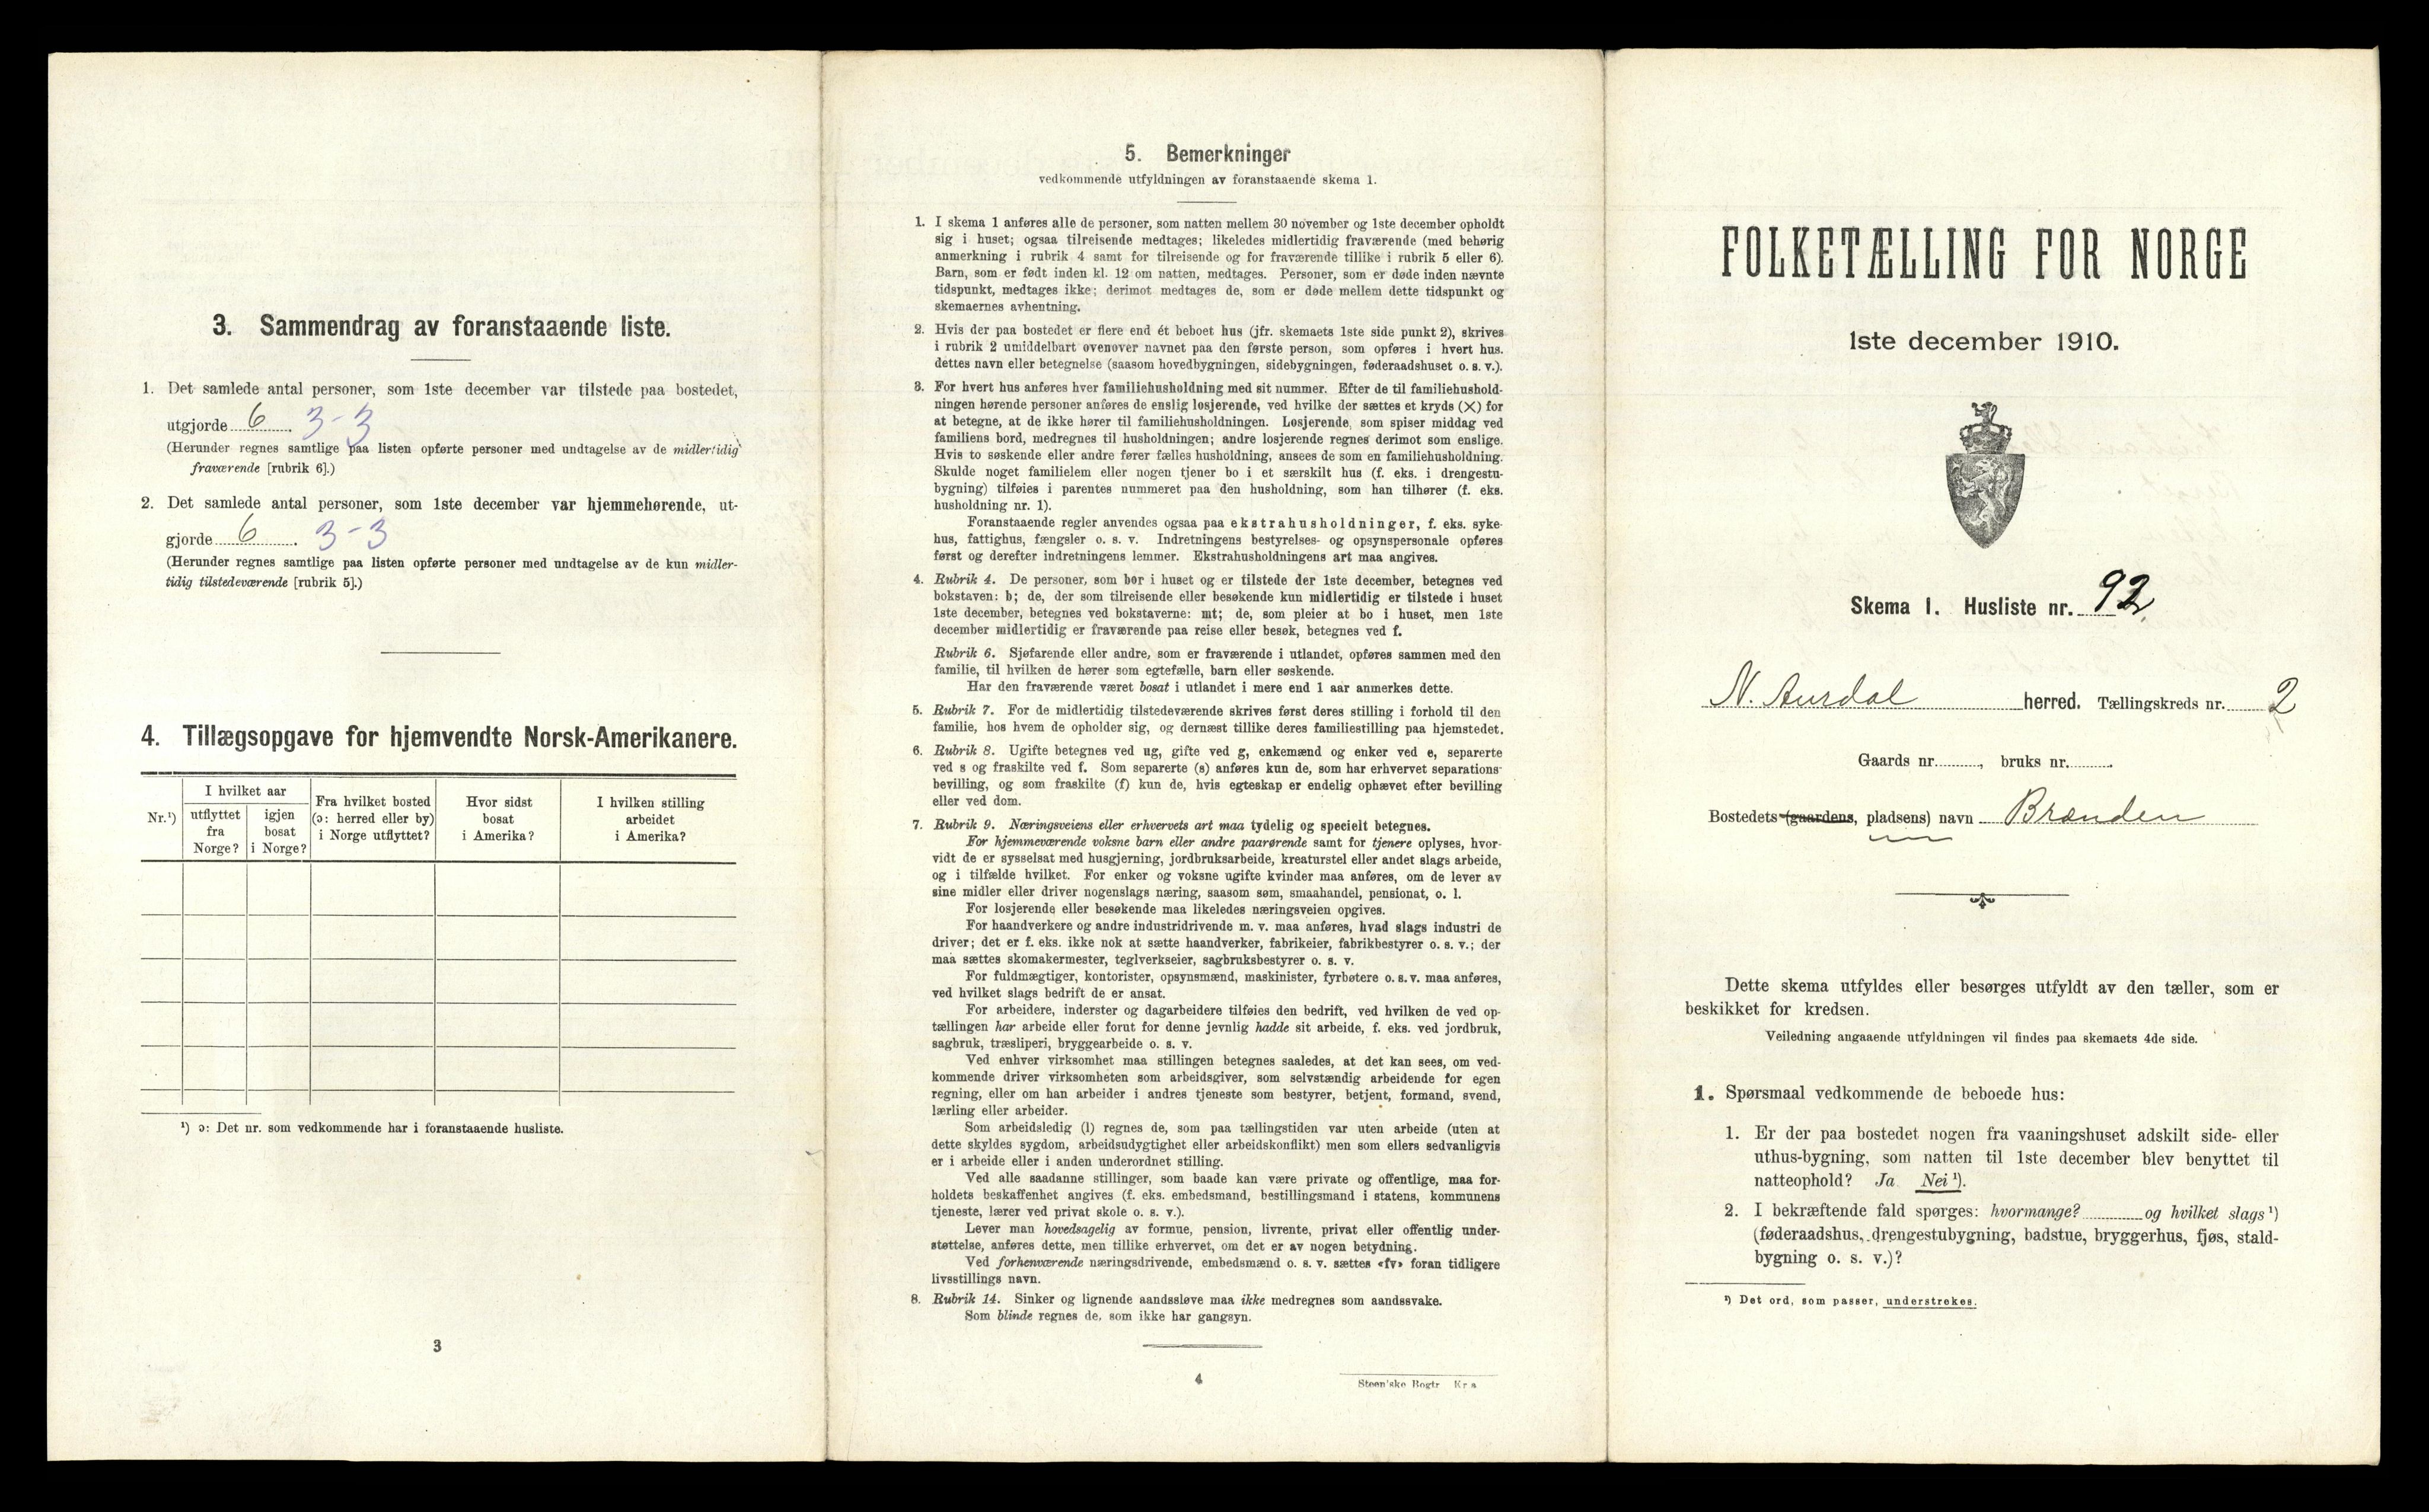 3. Sammendrag av foranstaaende liste.
1. Det samlede antal personer, som 1ste december var tilstede paa bostedet,
utgjorde 6. 3-3
(Herunder regnes samtlige paa listen opførte personer med undtagelse av de midlertidig
fraværende [rubrik 6].)
2. Det samlede antal personer, som 1ste december var hjemmehørende, ut-
gjorde 6. 3-3
(Herunder regnes samtlige paa listen opførte personer med undtagelse av de kun midler-
tidig tilstedeværende [rubrik 5].)
4. Tillægsopgave for hjemvendte Norsk-Amerikanere.
Nr.¹)
I hvilket aar
utflyttet
fra
Norge?
igjen
bosat
i Norge?
Fra hvilket bosted
(ɔ: herred eller by)
i Norge utflyttet?
Hvor sidst
bosat
i Amerika?
I hvilken stilling
arbeidet
i Amerika?
¹) ɔ: Det nr. som vedkommende har i foranstaaende husliste.
3
5. Bemerkninger
vedkommende utfyldningen av foranstaaende skema 1.
1. I skema 1 anføres alle de personer, som natten mellem 30 november og 1ste december opholdt
sig i huset; ogsaa tilreisende medtages; likeledes midlertidig fraværende (med behørig
anmerkning i rubrik 4 samt for tilreisende og for fraværende tillike i rubrik 5 eller 6).
Barn, som er født inden kl. 12 om natten, medtages. Personer, som er døde inden nævnte
tidspunkt, medtages ikke; derimot medtages de, som er døde mellem dette tidspunkt og
skemaernes avhentning.
2. Hvis der paa bostedet er flere end ét beboet hus (jfr. skemaets 1ste side punkt 2), skrives
i rubrik 2 umiddelbart ovenover navnet paa den første person, som opføres i hvert hus.
dettes navn eller betegnelse (saasom hovedbygningen, sidebygningen, føderaadshuset o. s. v.).
3. For hvert hus anføres hver familiehusholdning med sit nummer. Efter de til familiehushold-
ningen hørende personer anføres de enslig losjerende, ved hvilke der sættes et kryds (×) for
at betegne, at de ikke hører til familiehusholdningen. Losjerende, som spiser middag ved
familiens bord, medregnes til husholdningen; andre losjerende regnes derimot som enslige.
Hvis to søskende eller andre fører fælles husholdning, ansees de som en familiehusholdning.
Skulde noget familielem eller nogen tjener bo i et særskilt hus (f. eks. i drengestu-
bygning) tilføies i parentes nummeret paa den husholdning, som han tilhører (f. eks.
husholdning nr. 1).
Foranstaaende regler anvendes ogsaa paa ekstrahusholdninger, f. eks. syke-
hus, fattighus, fængsler o. s. v. Indretningens bestyrelses- og opsynspersonale opføres
først og derefter indretningens lemmer. Ekstrahusholdningens art maa angives.
4. Rubrik 4. De personer, som bor i huset og er tilstede der 1ste december, betegnes ved
bokstaven: b; de, der som tilreisende eller besøkende kun midlertidig er tilstede i huset
1ste december, betegnes ved bokstaverne: mt; de, som pleier at bo i huset, men 1ste
december midlertidig er fraværende paa reise eller besøk, betegnes ved f.
Rubrik 6. Sjøfarende eller andre, som er fraværende i utlandet, opføres sammen med den
familie, til hvilken de hører som egtefælle, barn eller søskende.
Har den fraværende været bosat i utlandet i mere end 1 aar anmerkes dette.
5. Rubrik 7. For de midlertidig tilstedeværende skrives først deres stilling i forhold til den
familie, hos hvem de opholder sig, og dernæst tillike deres familiestilling paa hjemstedet.
6. Rubrik 8. Ugifte betegnes ved ug, gifte ved g, enkemænd og enker ved e, separerte
ved s og fraskilte ved f. Som separerte (s) anføres kun de, som har erhvervet separations-
bevilling, og som fraskilte (f) kun de, hvis egteskap er endelig ophævet efter bevilling
eller ved dom.
7. Rubrik 9. Næringsveiens eller erhvervets art maa tydelig og specielt betegnes.
For hjemmeværende voksne barn eller andre paarørende samt for tjenere oplyses, hvor-
vidt de er sysselsat med husgjerning, jordbruksarbeide, kreaturstel eller andet slags arbeide,
og i tilfælde hvilket. For enker og voksne ugifte kvinder maa anføres, om de lever av
sine midler eller driver nogenslags næring, saasom søm, smaahandel, pensionat, o. l.
For losjerende eller besøkende maa likeledes næringsveien opgives.
For haandverkere og andre industridrivende m. v. maa anføres, hvad slags industri de
driver; det er f. eks. ikke nok at sætte haandverker, fabrikeier, fabrikbestyrer o. s. v.; der
maa sættes skomakermester, teglverkseier, sagbruksbestyrer o. s. v.
For fuldmægtiger, kontorister, opsynsmænd, maskinister, fyrbøtere o. s. v. maa anføres,
ved hvilket slags bedrift de er ansat.
For arbeidere, inderster og dagarbeidere tilføies den bedrift, ved hvilken de ved op-
tællingen har arbeide eller forut for denne jevnlig hadde sit arbeide, f. eks. ved jordbruk,
sagbruk, træsliperi, bryggearbeide o. s. v.
Ved enhver virksomhet maa stillingen betegnes saaledes, at det kan sees, om ved-
kommende driver virksomheten som arbeidsgiver, som selvstændig arbeidende for egen
regning, eller om han arbeider i andres tjeneste som bestyrer, betjent, formand, svend,
lærling eller arbeider.
Som arbeidsledig (l) regnes de, som paa tællingstiden var uten arbeide (uten at
dette skyldes sygdom, arbeidsudygtighet eller arbeidskonflikt) men som ellers sedvanligvis
er i arbeide eller i anden underordnet stilling.
Ved alle saadanne stillinger, som baade kan være private og offentlige, maa for-
holdets beskaffenhet angives (f. eks. embedsmand, bestillingsmand i statens, kommunens
tjeneste, lærer ved privat skole o. s. v.).
Lever man hovedsagelig av formue, pension, livrente, privat eller offentlig under-
støttelse, anføres dette, men tillike erhvervet, om det er av nogen betydning.
Ved forhenværende næringsdrivende, embedsmænd o. s. v. sættes «fv» foran tidligere
livsstillings navn.
8. Rubrik 14. Sinker og lignende aandssløve maa ikke medregnes som aandssvake.
Som blinde regnes de, som ikke har gangsyn.
4
Steen'ske Bogtr Kr a
FOLKETÆLLING FOR NORGE
1ste december 1910.
Skema 1. Husliste nr. 92.
N. Aurdal herred. Tællingskreds nr. 2
Gaards nr. , bruks nr. .
Bostedets (gaardens, pladsens) navn Brænden
Dette skema utfyldes eller besørges utfyldt av den tæller, som er
beskikket for kredsen.
Veiledning angaaende utfyldningen vil findes paa skemaets 4de side.
1. Spørsmaal vedkommende de beboede hus:
1. Er der paa bostedet nogen fra vaaningshuset adskilt side- eller
uthus-bygning, som natten til 1ste december blev benyttet til
natteophold? Ja Nei ¹).
2. I bekræftende fald spørges: hvormange? og hvilket slags ¹)
(føderaadshus, drengestubygning, badstue, bryggerhus, fjøs, stald-
bygning o. s. v.)?
¹) Det ord, som passer, understrekes.